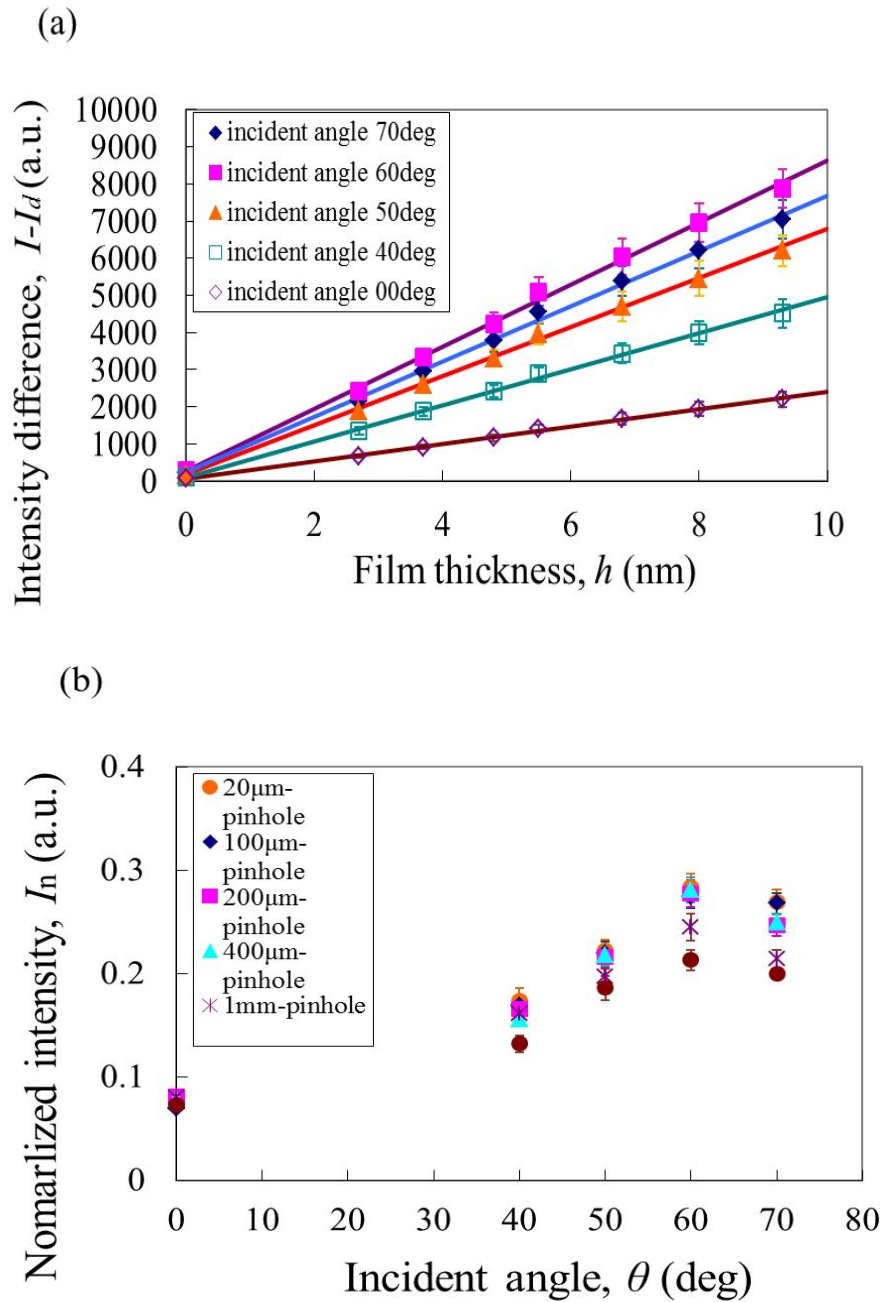 (a)
Intensity difference, I-Id (a.u.)
10000
9000
8000
7000
6000
5000
4000
3000
2000
1000
0
incident angle 70deg
incident angle 60deg
incident angle 50deg
incident angle 40deg
incident angle 00deg
0 2 4 6 8 10
Film thickness, h (nm)
(b)
Nomarlized intensity, In (a.u.)
0.4
0.3
0.2
0.1
0
20μm-
pinhole
100μm-
pinhole
200μm-
pinhole
400μm-
pinhole
1mm-pinhole
0 10 20 30 40 50 60 70 80
Incident angle, θ (deg)